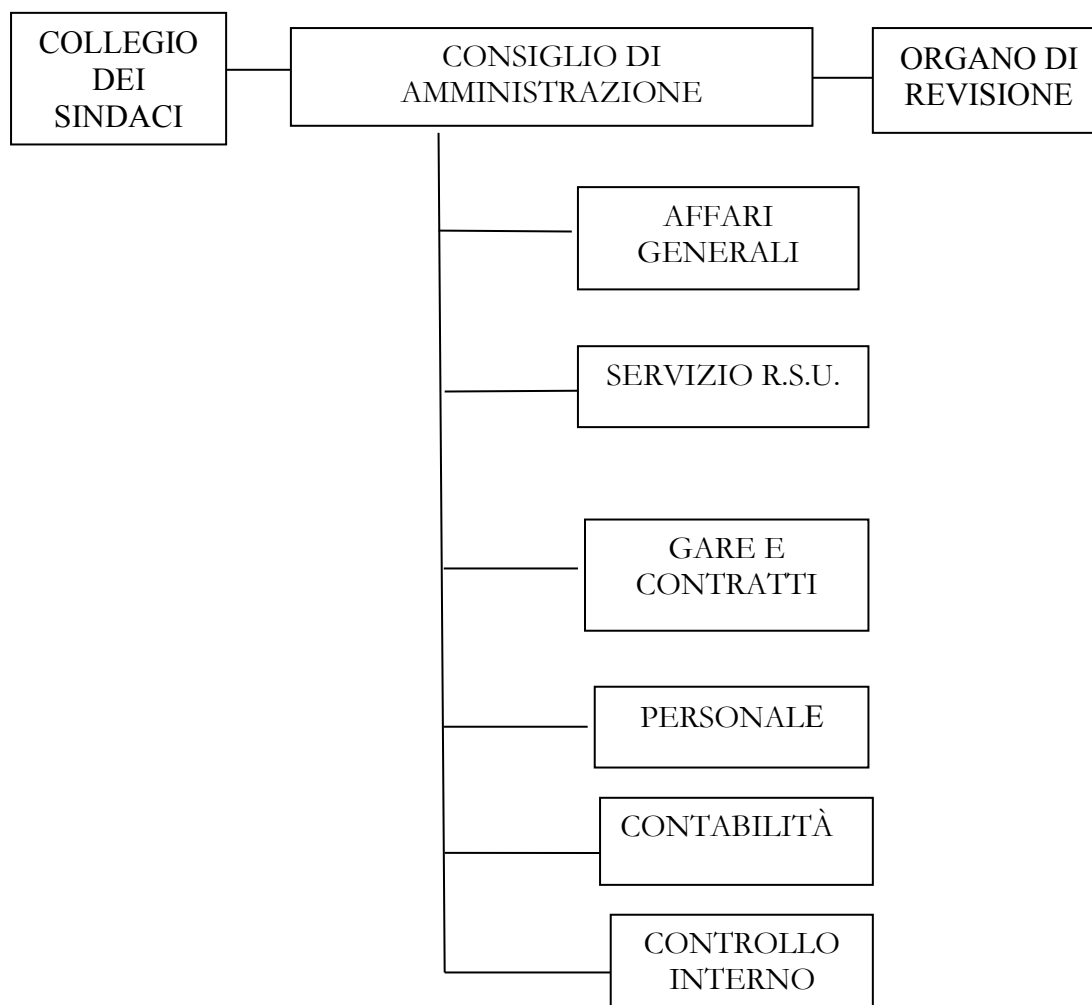 COLLEGIO
DEI
SINDACI
CONSIGLIO DI
AMMINISTRAZIONE
ORGANO DI
REVISIONE
AFFARI
GENERALI
SERVIZIO R.S.U.
GARE E
CONTRATTI
PERSONALE
CONTABILITÀ
CONTROLLO
INTERNO